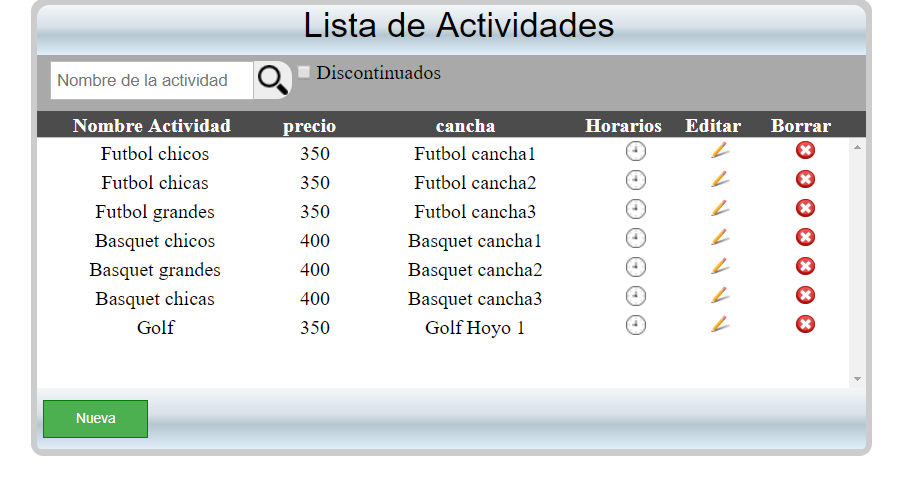 Lista de Actividades
Nombre de la actividad Discontinuados
Nombre Actividad precio cancha Horarios Editar Borrar
Futbol chicos 350 Futbol cancha1
Futbol chicas 350 Futbol cancha2
Futbol grandes 350 Futbol cancha3
Basquet chicos 400 Basquet cancha1
Basquet grandes 400 Basquet cancha2
Basquet chicas 400 Basquet cancha3
Golf 350 Golf Hoyo 1
Nueva